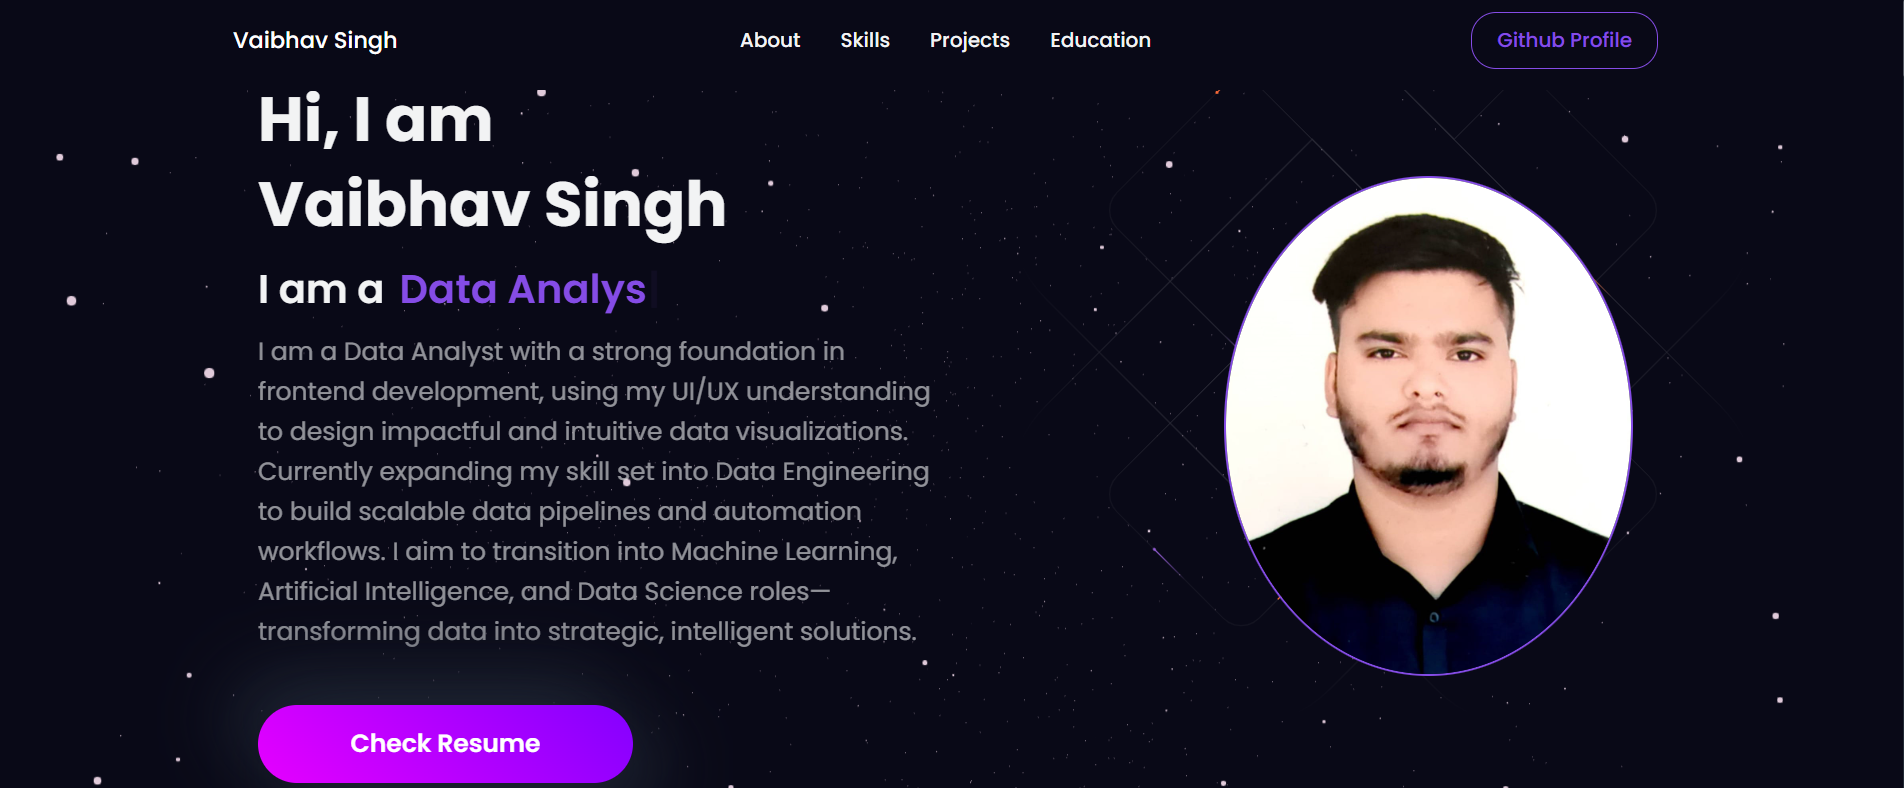 Vaibhav Singh
About
Skills
Projects
Education
Github Profile
Hi, I am
Vaibhav Singh
I am a Data Analys
I am a Data Analyst with a strong foundation in
frontend development, using my UI/UX understanding
to design impactful and intuitive data visualizations.
Currently expanding my skill set into Data Engineering
to build scalable data pipelines and automation
workflows. I aim to transition into Machine Learning,
Artificial Intelligence, and Data Science roles—
transforming data into strategic, intelligent solutions.
Check Resume